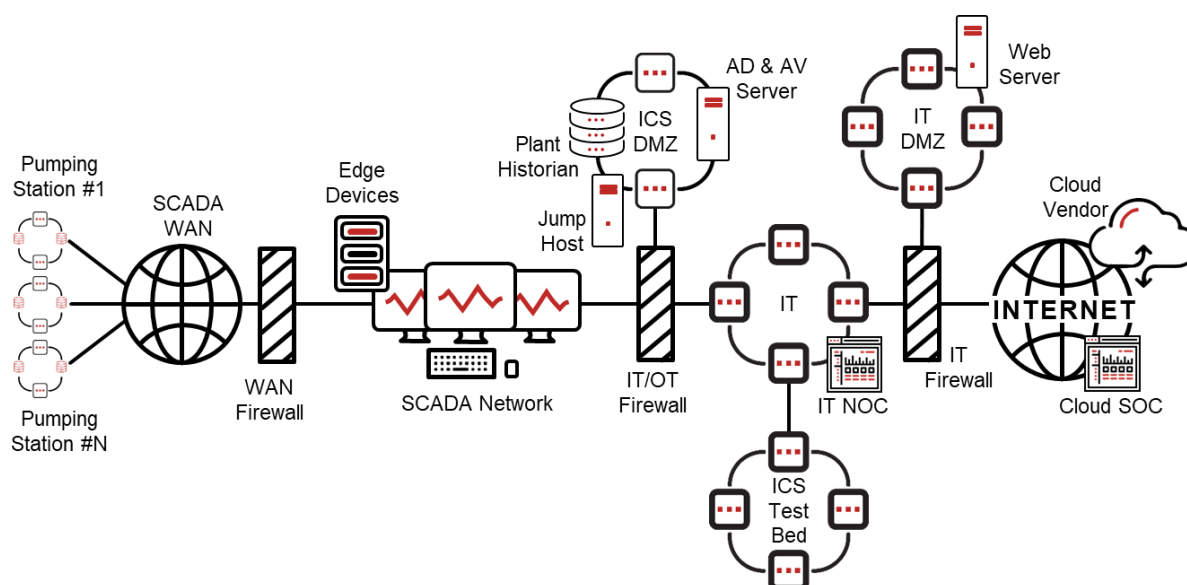 Pumping
Station #1
SCADA
WAN
Pumping
Station #N
WAN
Firewall
Edge
Devices
SCADA Network
Plant
Historian
ICS
DMZ
AD & AV
Server
Jump
Host
IT/OT
Firewall
IT
IT NOC
ICS
Test
Bed
IT
DMZ
Web
Server
IT
Firewall
Cloud
Vendor
INTERNET
Cloud SOC